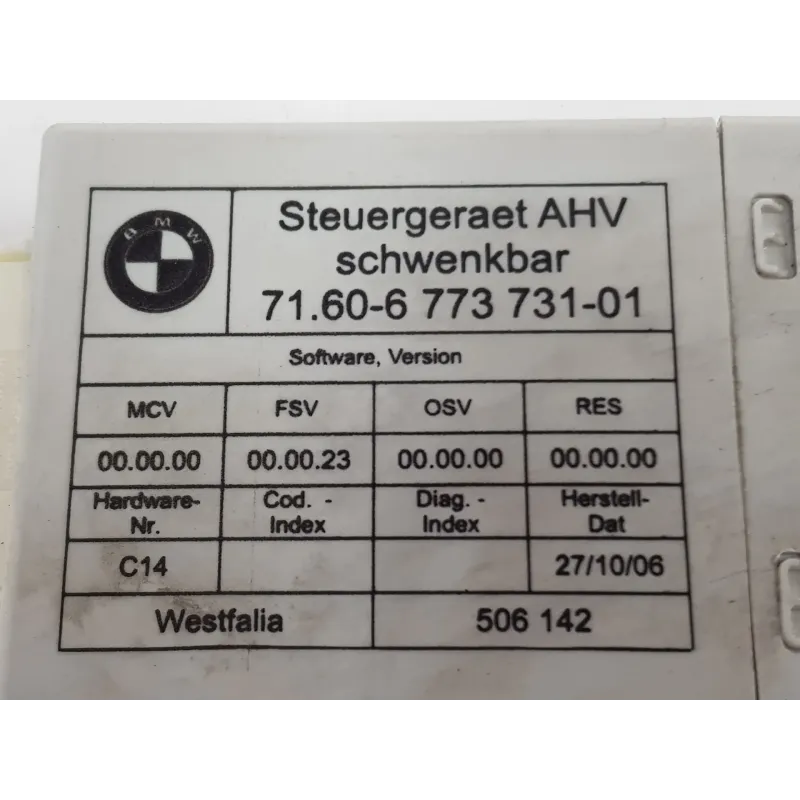 BMW
Steuergeraet AHV
schwenkbar
71.60-6 773 731-01
Software, Version
MCV FSV OSV RES
00.00.00 00.00.23 00.00.00 00.00.00
Hardware- Cod. - Diag. - Herstell-
Nr. Index Index Dat
C14 27/10/06
Westfalia 506 142